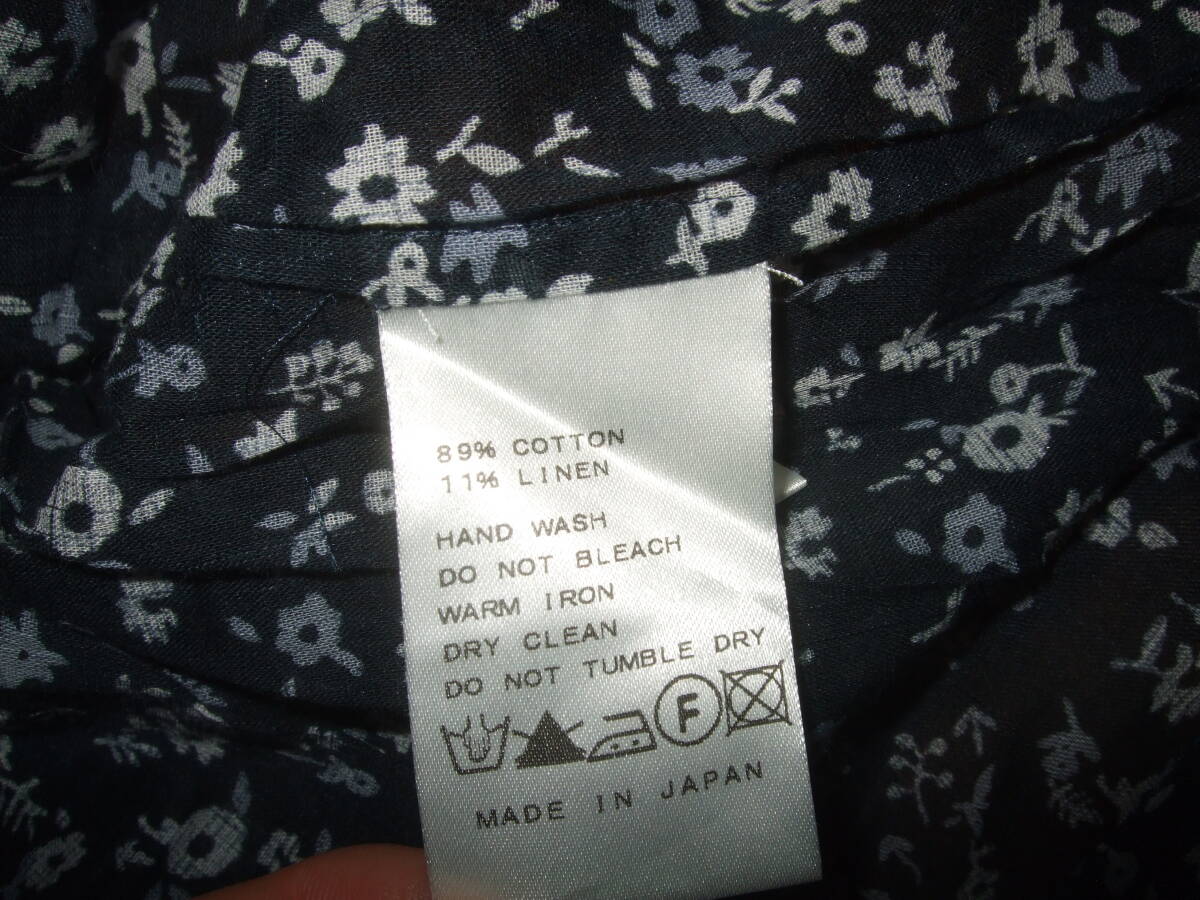 89% COTTON
11% LINEN
HAND WASH
DO NOT BLEACH
WARM IRON
DRY CLEAN
DO NOT TUMBLE DRY
F
MADE IN JAPAN